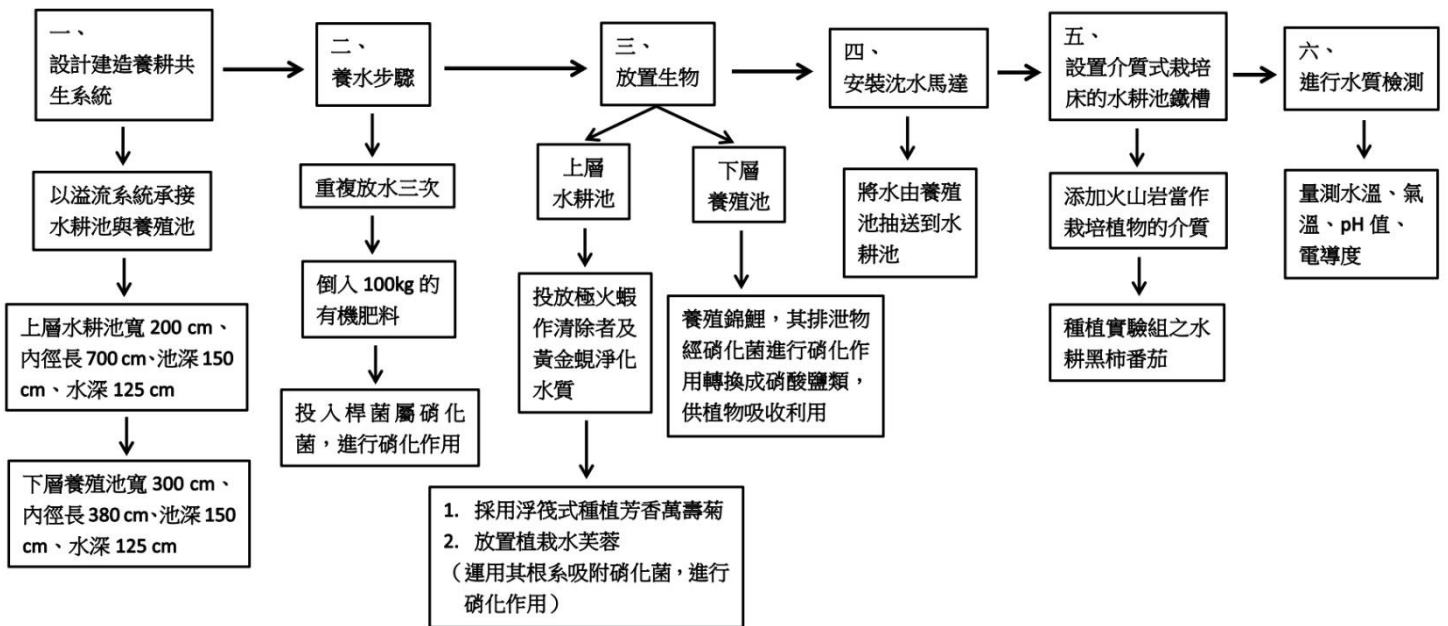 一、
設計建造養耕共
生系統
以溢流系統承接
水耕池與養殖池
上層水耕池寬 200 cm、
內徑長 700 cm、池深 150
cm、水深 125 cm
下層養殖池寬 300 cm、
內徑長 380 cm、池深 150
cm、水深 125 cm
二、
養水步驟
重複放水三次
倒入 100kg 的
有機肥料
投入桿菌屬硝化
菌，進行硝化作用
三、
放置生物
上層
水耕池
投放極火蝦
作清除者及
黃金蜆淨化
水質
1. 採用浮筏式種植芳香萬壽菊
2. 放置植栽水芙蓉
（運用其根系吸附硝化菌，進行
硝化作用）
下層
養殖池
養殖錦鯉，其排泄物
經硝化菌進行硝化作
用轉換成硝酸鹽類，
供植物吸收利用
四、
安裝沈水馬達
將水由養殖
池抽送到水
耕池
五、
設置介質式栽培
床的水耕池鐵槽
添加火山岩當作
栽培植物的介質
種植實驗組之水
耕黑柿番茄
六、
進行水質檢測
量測水溫、氣
溫、pH 值、
電導度